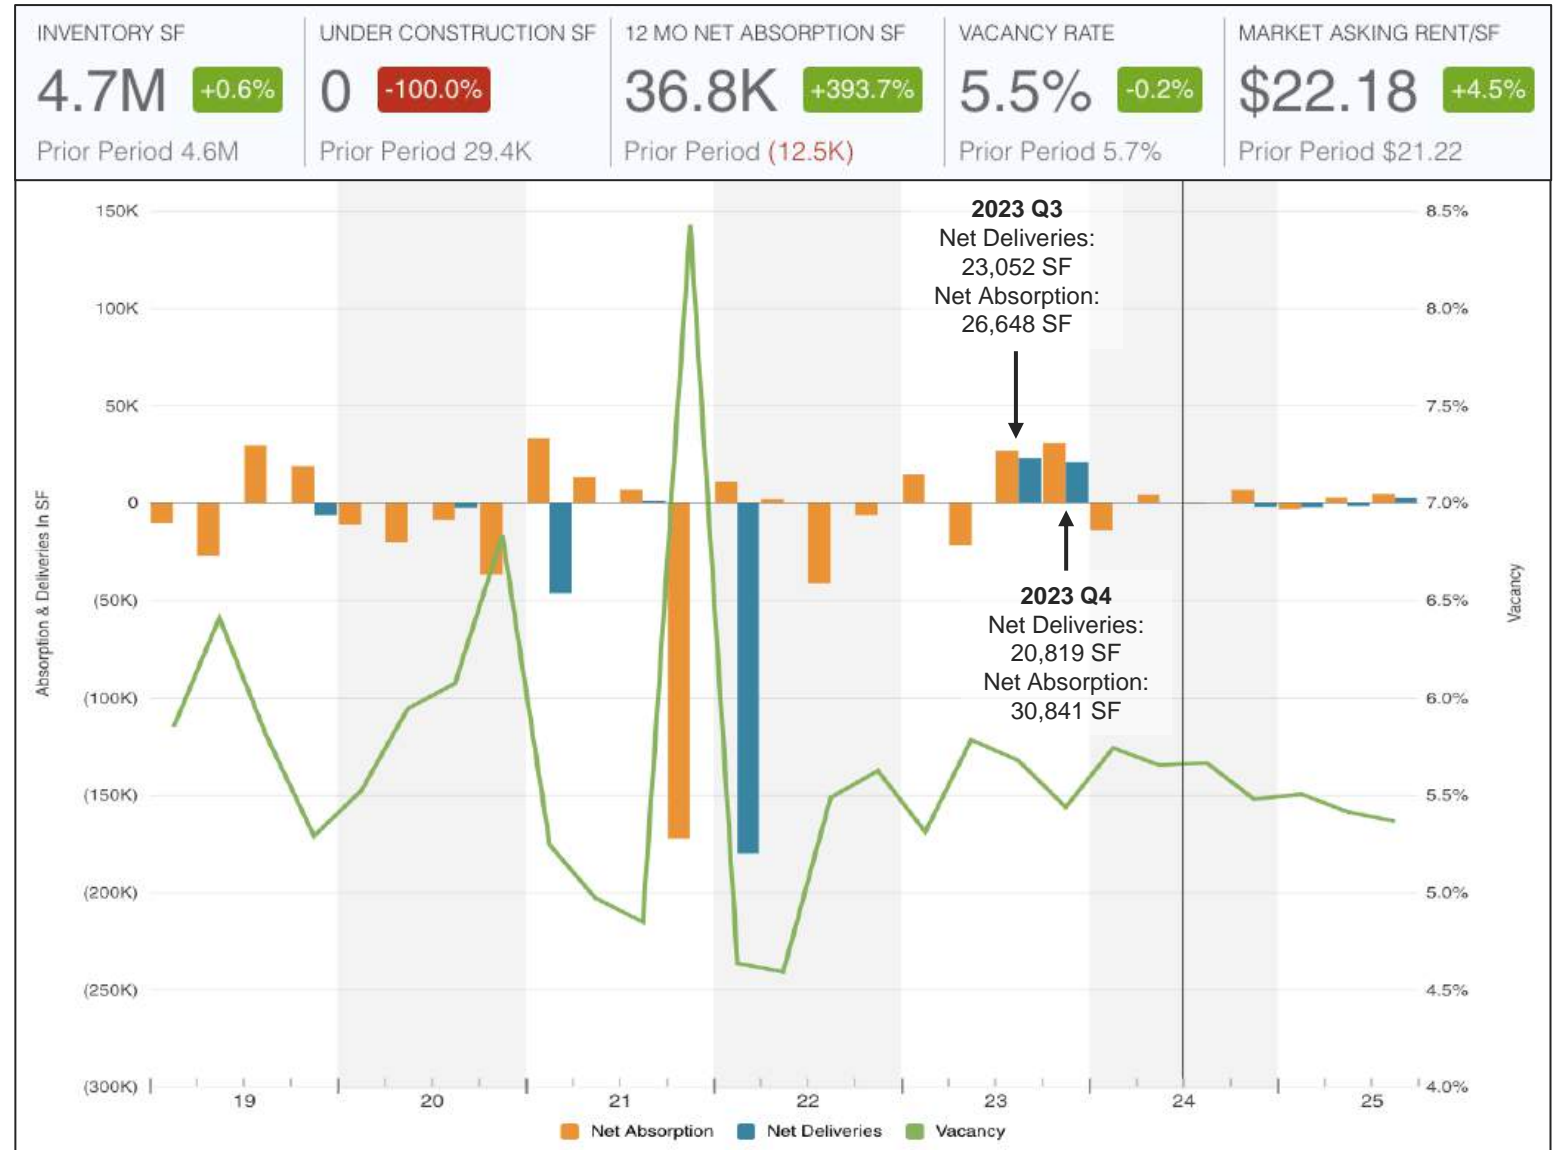 INVENTORY SF
4.7M +0.6%
Prior Period 4.6M
UNDER CONSTRUCTION SF
0 -100.0%
Prior Period 29.4K
12 MO NET ABSORPTION SF
36.8K +393.7%
Prior Period (12.5K)
VACANCY RATE
5.5% -0.2%
Prior Period 5.7%
MARKET ASKING RENT/SF
$22.18 +4.5%
Prior Period $21.22
Absorption & Deliveries In SF
150K
100K
50K
0
(50K)
(100K)
(150K)
(200K)
(250K)
(300K)
2023 Q3
Net Deliveries:
23,052 SF
Net Absorption:
26,648 SF
2023 Q4
Net Deliveries:
20,819 SF
Net Absorption:
30,841 SF
8.5%
8.0%
7.5%
7.0%
6.5%
6.0%
5.5%
5.0%
4.5%
4.0%
Vacancy
19 20 21 22 23 24 25
Net Absorption Net Deliveries Vacancy